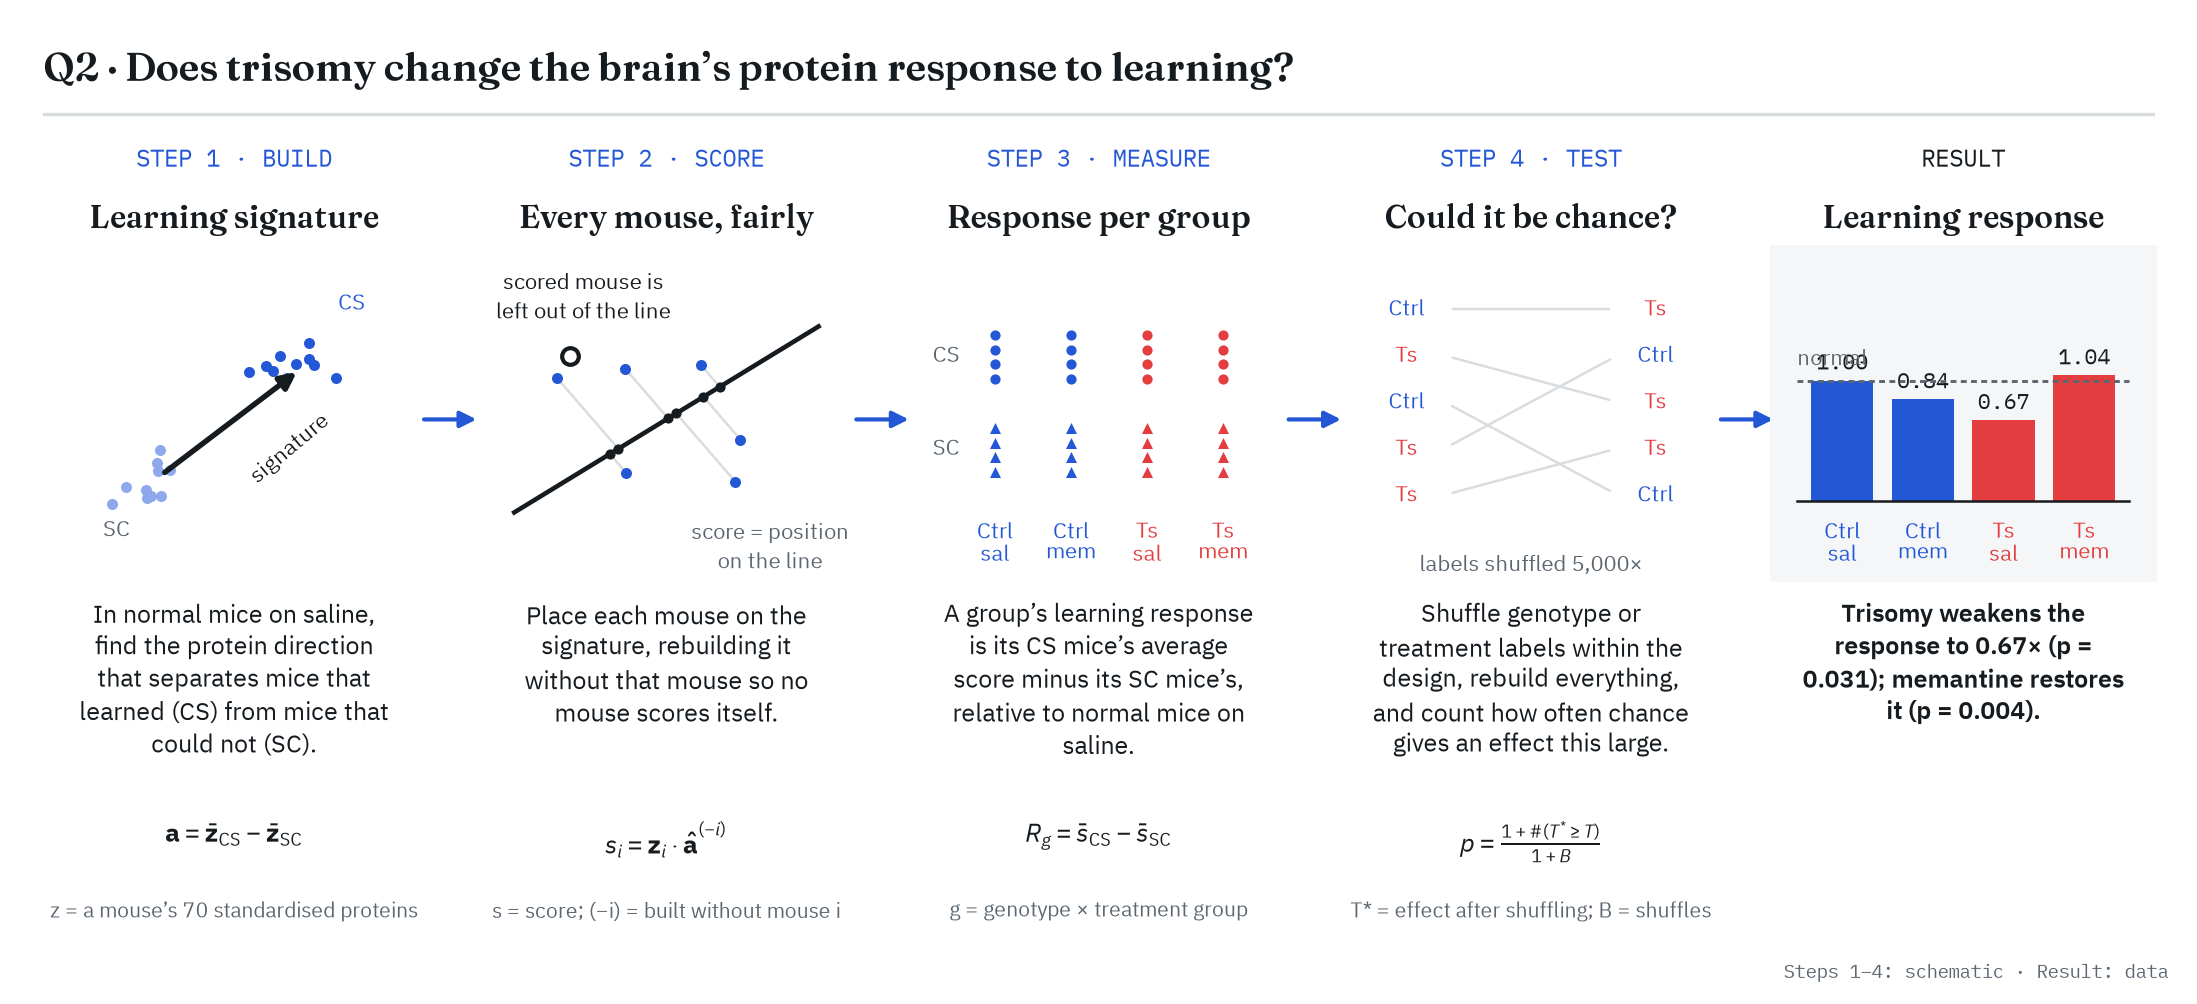 Q2 · Does trisomy change the brain’s protein response to learning?
STEP 1 · BUILD
Learning signature
CS
signature
SC
In normal mice on saline,
find the protein direction
that separates mice that
learned (CS) from mice that
could not (SC).
a = z̄CS − z̄SC
z = a mouse’s 70 standardised proteins
STEP 2 · SCORE
Every mouse, fairly
scored mouse is
left out of the line
score = position
on the line
Place each mouse on the
signature, rebuilding it
without that mouse so no
mouse scores itself.
sᵢ = zᵢ · â⁽⁻ⁱ⁾
s = score; (−i) = built without mouse i
STEP 3 · MEASURE
Response per group
CS
SC
Ctrl Ctrl Ts Ts
sal mem sal mem
A group’s learning response
is its CS mice’s average
score minus its SC mice’s,
relative to normal mice on
saline.
Rg = s̄CS − s̄SC
g = genotype × treatment group
STEP 4 · TEST
Could it be chance?
Ctrl Ts
Ts Ctrl
Ctrl Ts
Ts Ts
Ts Ctrl
labels shuffled 5,000×
Shuffle genotype or
treatment labels within the
design, rebuild everything,
and count how often chance
gives an effect this large.
p = (1 + #(T* ≥ T)) / (1 + B)
T* = effect after shuffling; B = shuffles
RESULT
Learning response
normal
1.00 0.84 0.67 1.04
Ctrl Ctrl Ts Ts
sal mem sal mem
Trisomy weakens the
response to 0.67× (p =
0.031); memantine restores
it (p = 0.004).
Steps 1–4: schematic · Result: data